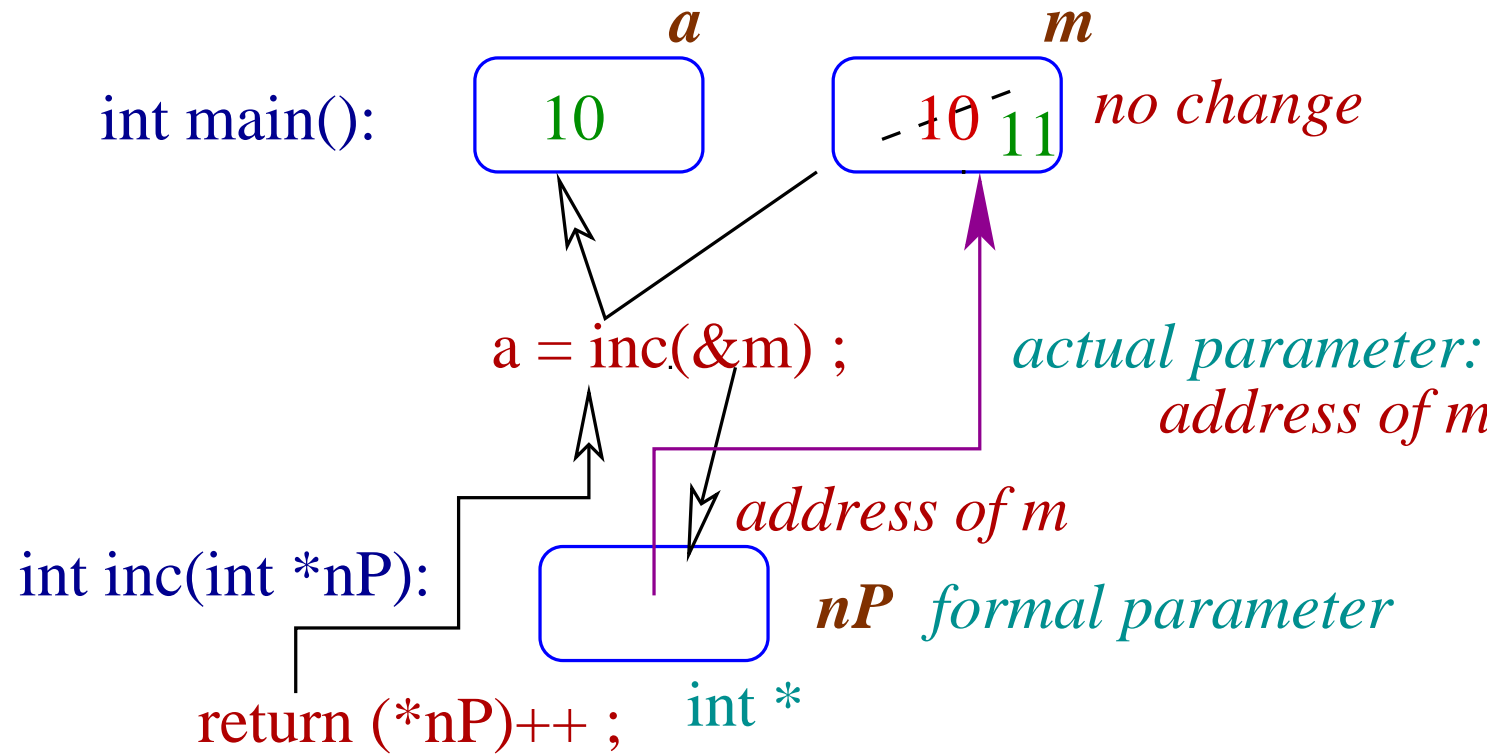 a m
int main(): 10 10 11 no change
a = inc(&m) ; actual parameter:
address of m
address of m
int inc(int *nP):
nP formal parameter
int *
return (*nP)++ ;